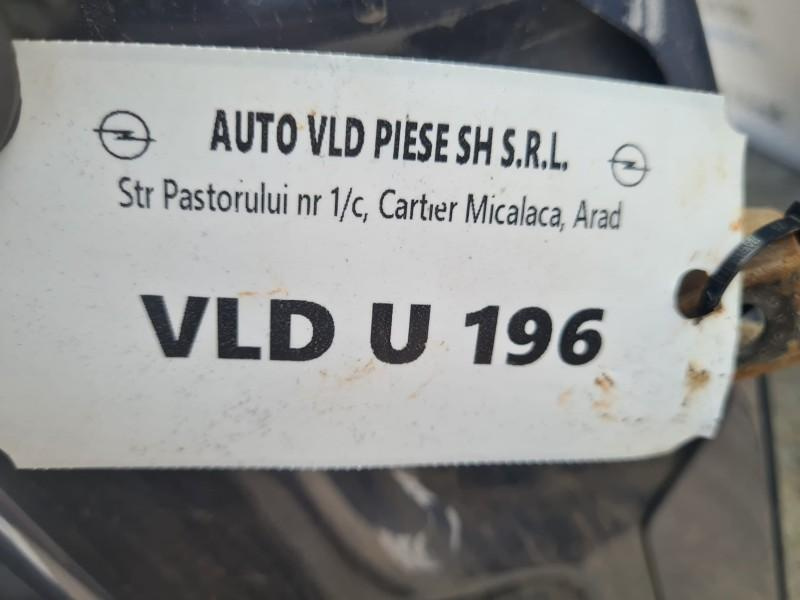 AUTO VLD PIESE SH S.R.L.
Str Pastorului nr 1/c, Cartier Micalaca, Arad
VLD U 196